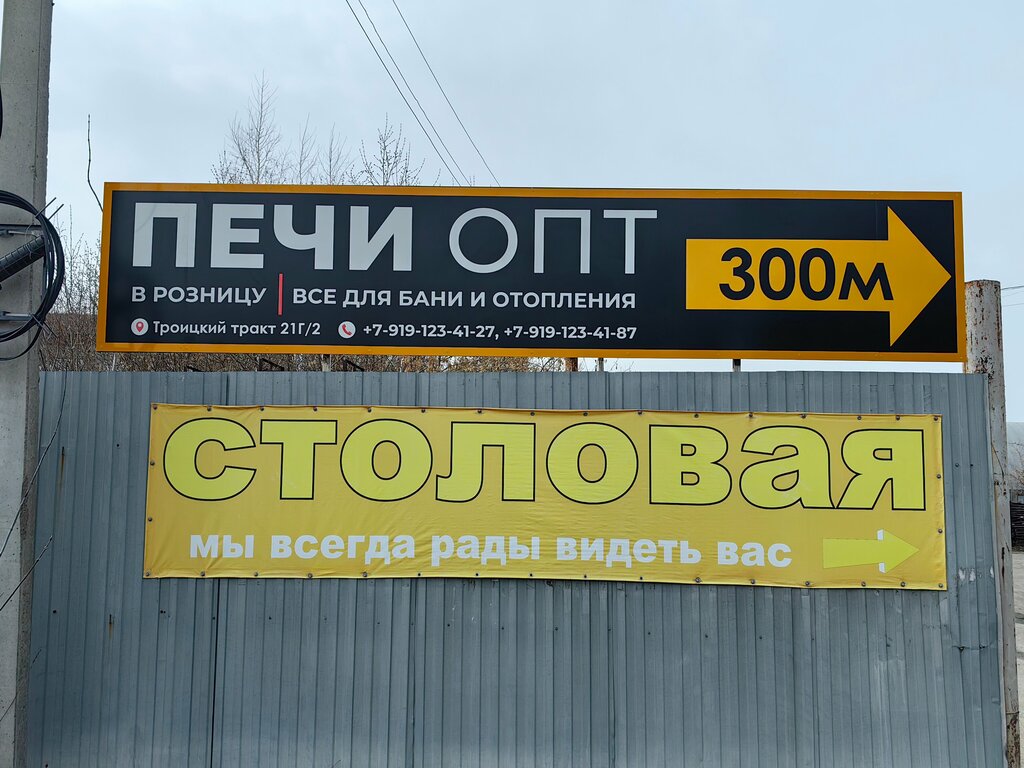 ПЕЧИ ОПТ
300м
В РОЗНИЦУ | ВСЕ ДЛЯ БАНИ И ОТОПЛЕНИЯ
Троицкий тракт 21Г/2 +7-919-123-41-27, +7-919-123-41-87
столовая
мы всегда рады видеть вас